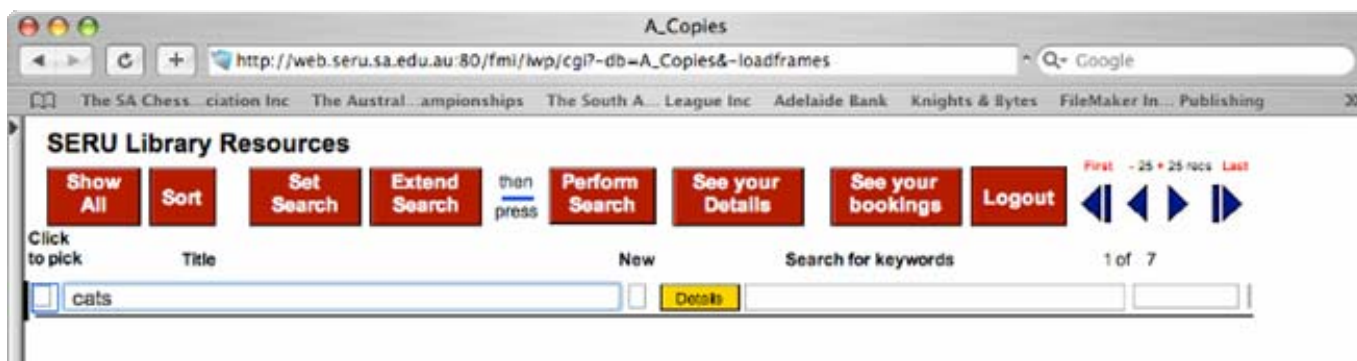 A_Copies
http://web.seru.sa.edu.au:80/fmi/iwp/cgi?-db=A_Copies&-loadframes
Google
The SA Chess...ciation Inc The Austral...ampionships The South A... League Inc Adelaide Bank Knights & Bytes FileMaker In... Publishing
SERU Library Resources
Show All
Sort
Set Search
Extend Search
then press
Perform Search
See your Details
See your bookings
Logout
First - 25 + 25 recs Last
Click to pick
Title
New
Search for keywords
1 of 7
cats
Details